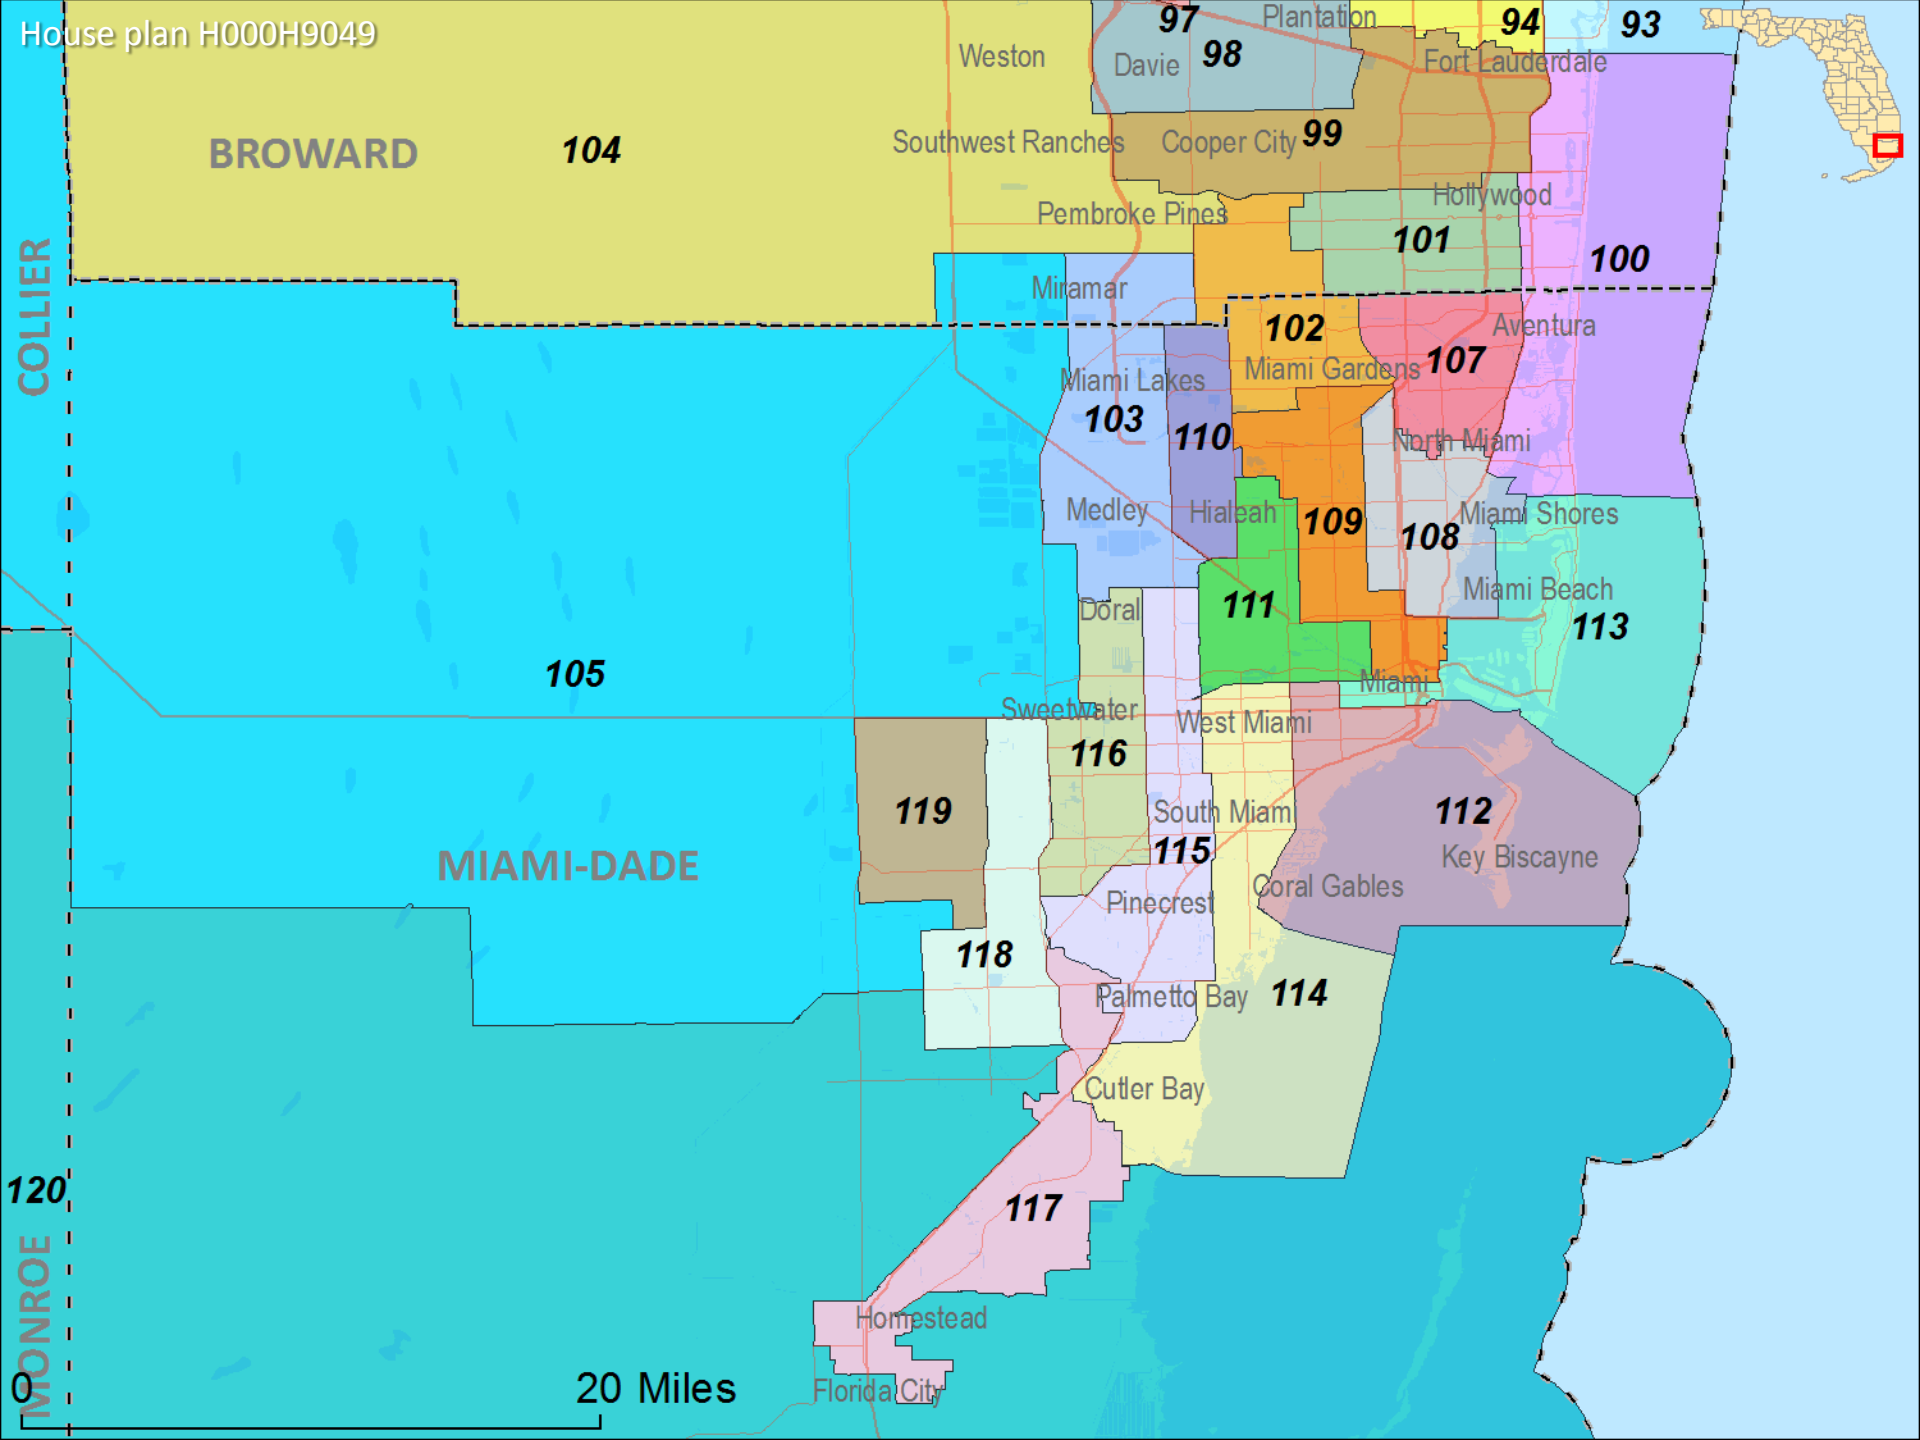 House plan H000H9049
97
Plantation
94
93
Weston
Davie
98
Fort Lauderdale
BROWARD
104
Southwest Ranches
Cooper City
99
Hollywood
Pembroke Pines
101
100
COLLIER
Miramar
102
Aventura
107
Miami Gardens
Miami Lakes
103
110
North Miami
Medley
Hialeah
109
108
Miami Shores
Doral
111
Miami Beach
113
105
Miami
Sweetwater
West Miami
116
119
South Miami
112
115
MIAMI-DADE
Key Biscayne
Coral Gables
Pinecrest
118
Palmetto Bay
114
Cutler Bay
120
117
MONROE
Homestead
Florida City
0
20 Miles